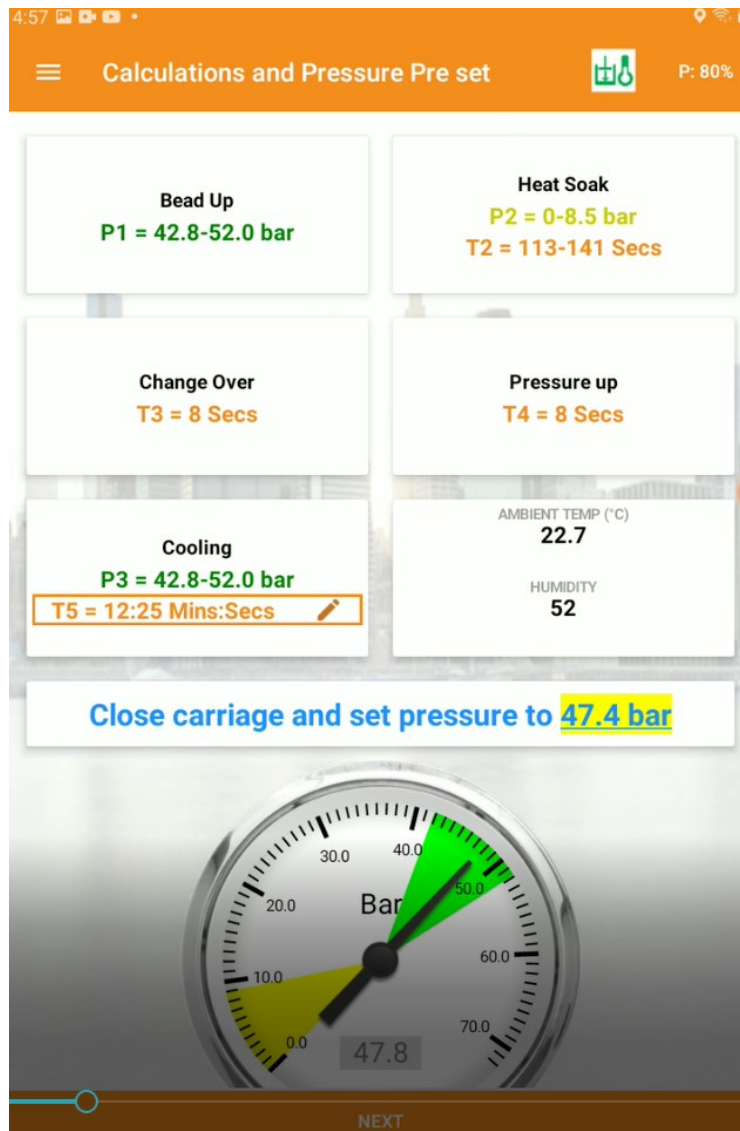 4:57
Calculations and Pressure Pre set
P: 80%
Bead Up
P1 = 42.8-52.0 bar
Heat Soak
P2 = 0-8.5 bar
T2 = 113-141 Secs
Change Over
T3 = 8 Secs
Pressure up
T4 = 8 Secs
Cooling
P3 = 42.8-52.0 bar
T5 = 12:25 Mins:Secs
AMBIENT TEMP (°C)
22.7
HUMIDITY
52
Close carriage and set pressure to 47.4 bar
30.0
40.0
20.0
Bar
50.0
10.0
60.0
0.0
70.0
47.8
NEXT